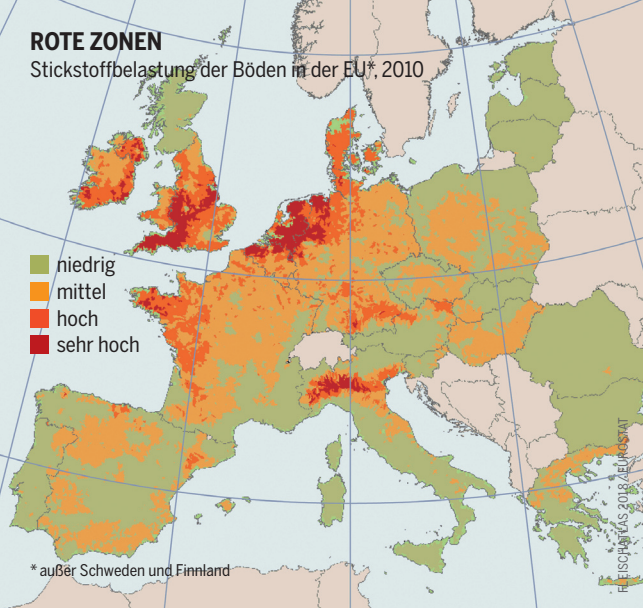 ROTE ZONEN
Stickstoffbelastung der Böden in der EU*, 2010
niedrig
mittel
hoch
sehr hoch
* außer Schweden und Finnland
FLEISCHATLAS 2018 / EUROSTAT